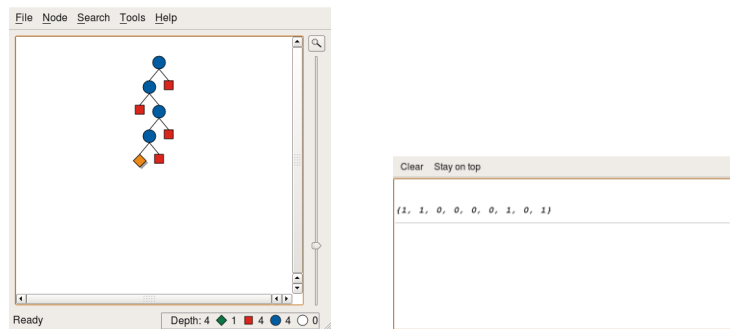 File Node Search Tools Help
Ready Depth: 4 1 4 4 0
Clear Stay on top
(1, 1, 0, 0, 0, 0, 1, 0, 1)